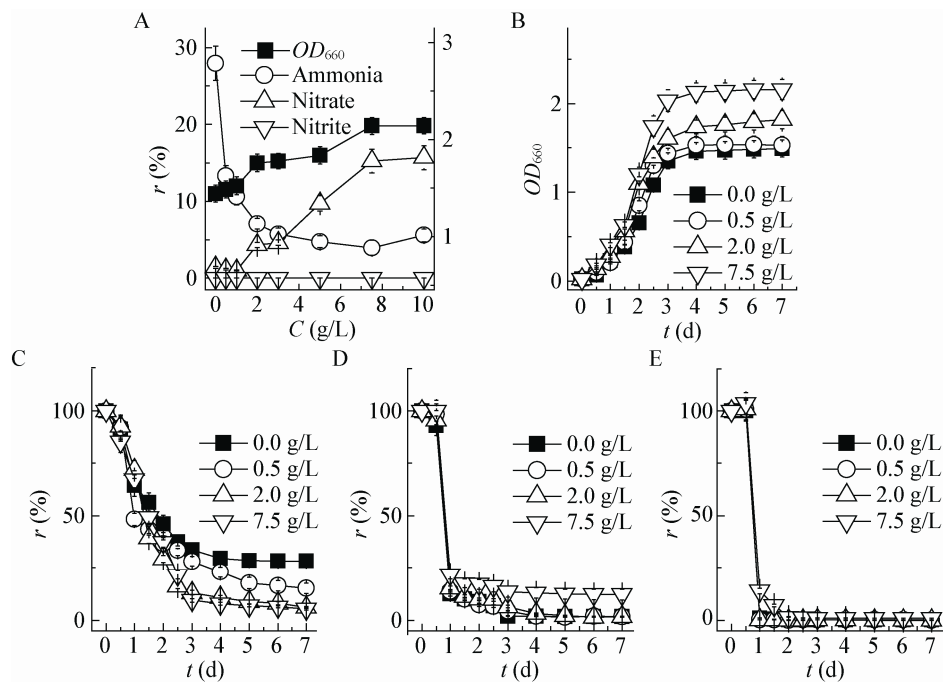 A
r (%)
30
20
10
0
3
2
1
OD660
Ammonia
Nitrate
Nitrite
0 2 4 6 8 10
C (g/L)
B
OD660
2
1
0
0.0 g/L
0.5 g/L
2.0 g/L
7.5 g/L
0 1 2 3 4 5 6 7
t (d)
C
r (%)
100
50
0
0.0 g/L
0.5 g/L
2.0 g/L
7.5 g/L
0 1 2 3 4 5 6 7
t (d)
D
r (%)
100
50
0
0.0 g/L
0.5 g/L
2.0 g/L
7.5 g/L
0 1 2 3 4 5 6 7
t (d)
E
r (%)
100
50
0
0.0 g/L
0.5 g/L
2.0 g/L
7.5 g/L
0 1 2 3 4 5 6 7
t (d)